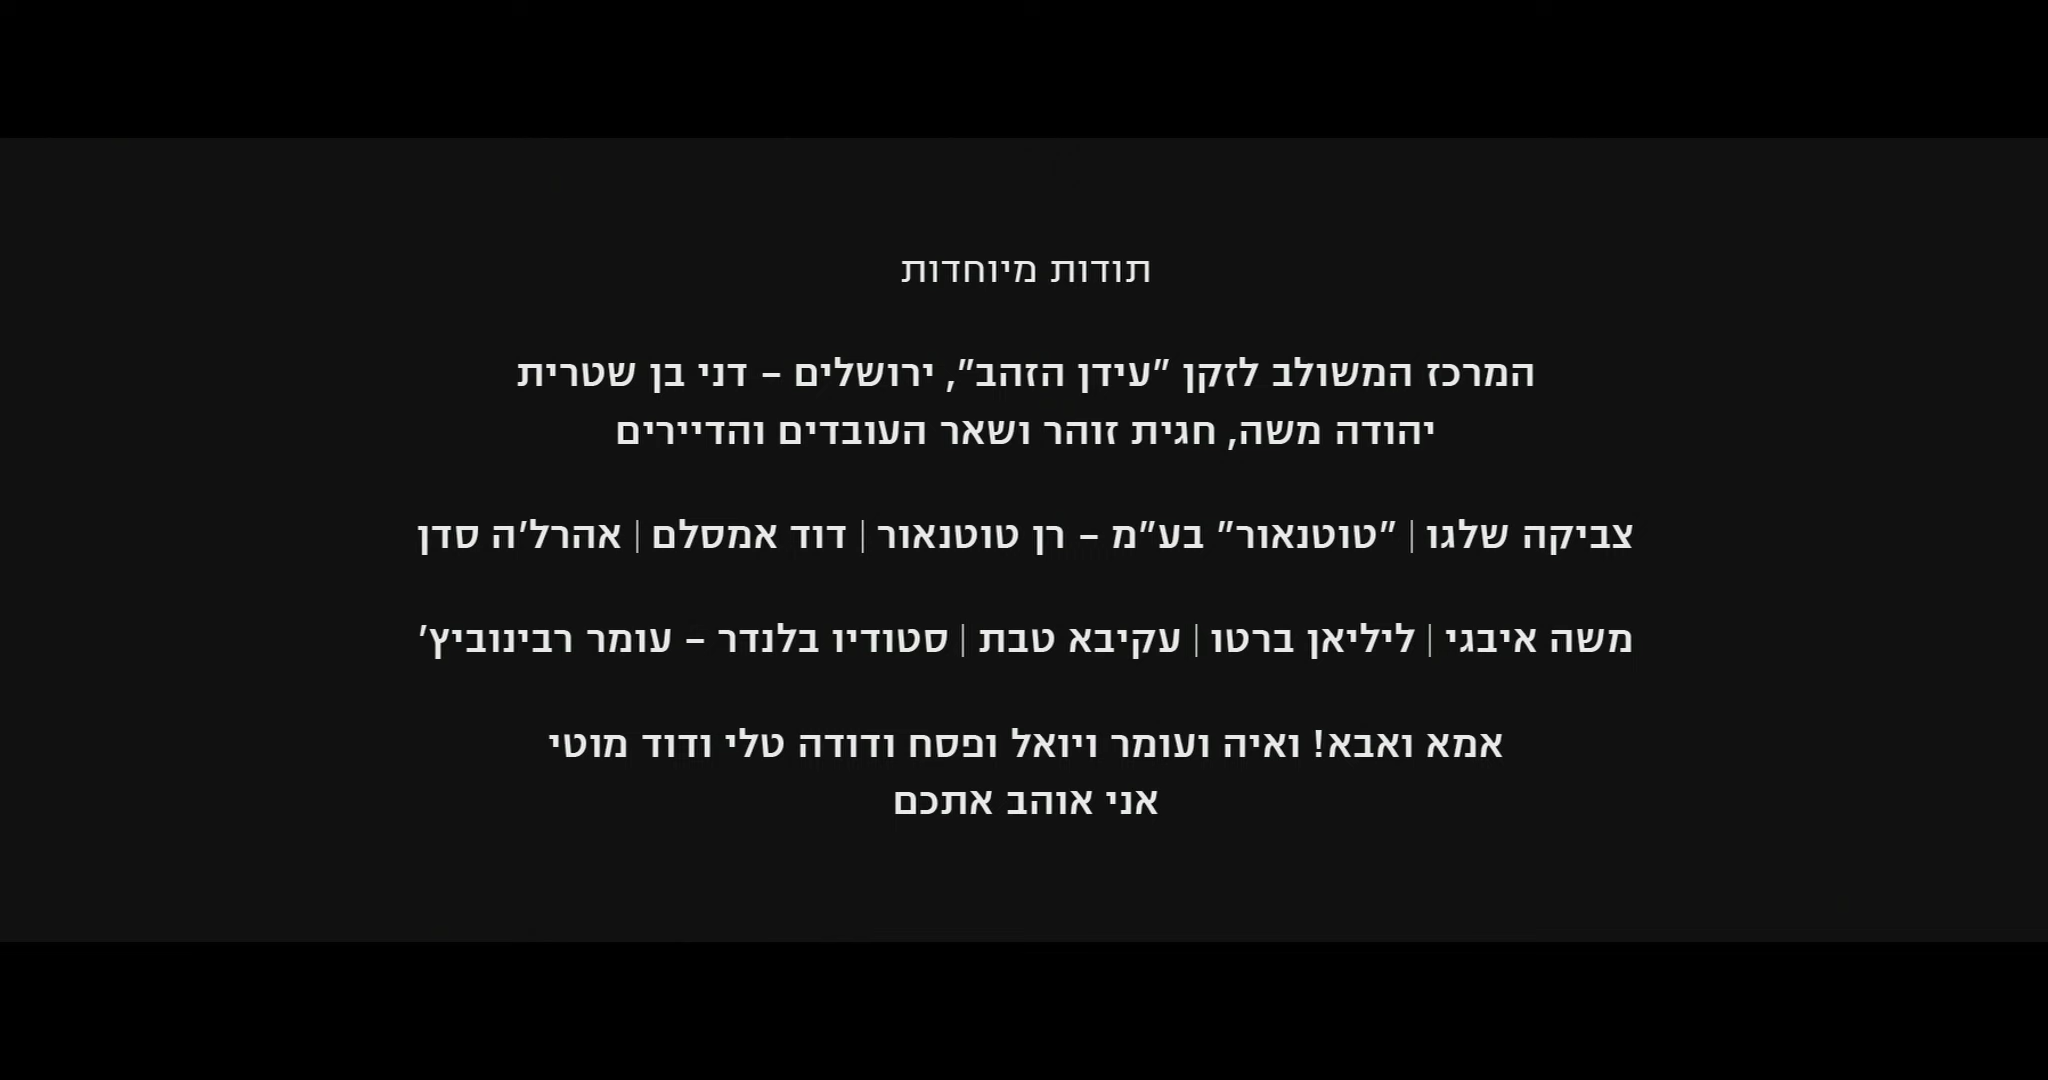 תודות מיוחדות
המרכז המשולב לזקן "עידן הזהב", ירושלים – דני בן שטרית
יהודה משה, חגית זוהר ושאר העובדים והדיירים
צביקה שלגו | "טוטנאור" בע"מ – רן טוטנאור | דוד אמסלם | אהרל'ה סדן
משה איבגי | ליליאן ברטו | עקיבא טבת | סטודיו בלנדר – עומר רבינוביץ'
אמא ואבא! ואיה ועומר ויואל ופסח ודודה טלי ודוד מוטי
אני אוהב אתכם